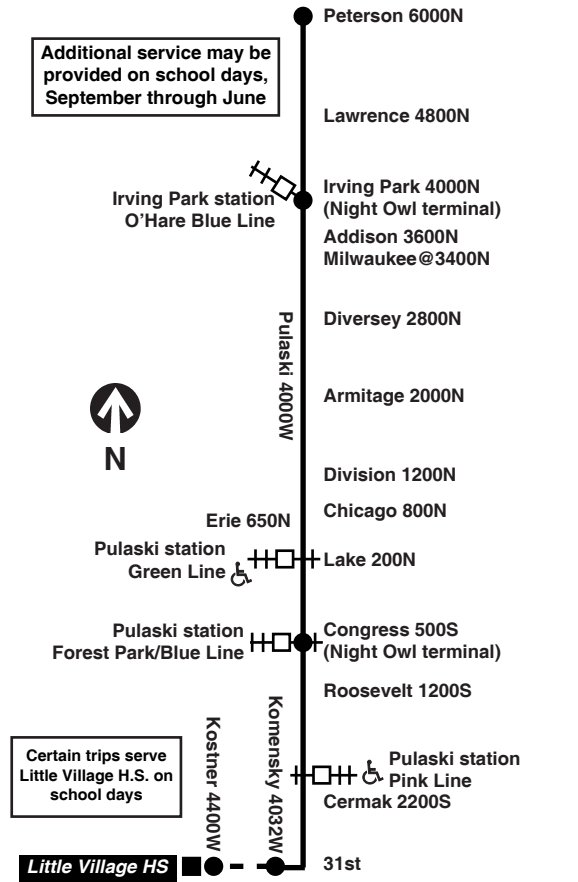 Peterson 6000N
Additional service may be
provided on school days,
September through June
Lawrence 4800N
Irving Park station
O'Hare Blue Line
Irving Park 4000N
(Night Owl terminal)
Addison 3600N
Milwaukee@3400N
Pulaski 4000W
Diversey 2800N
Armitage 2000N
N
Division 1200N
Chicago 800N
Erie 650N
Pulaski station
Green Line
Lake 200N
Pulaski station
Forest Park/Blue Line
Congress 500S
(Night Owl terminal)
Roosevelt 1200S
Kostner 4400W
Komensky 4032W
Certain trips serve
Little Village H.S. on
school days
Pulaski station
Pink Line
Cermak 2200S
Little Village HS
31st